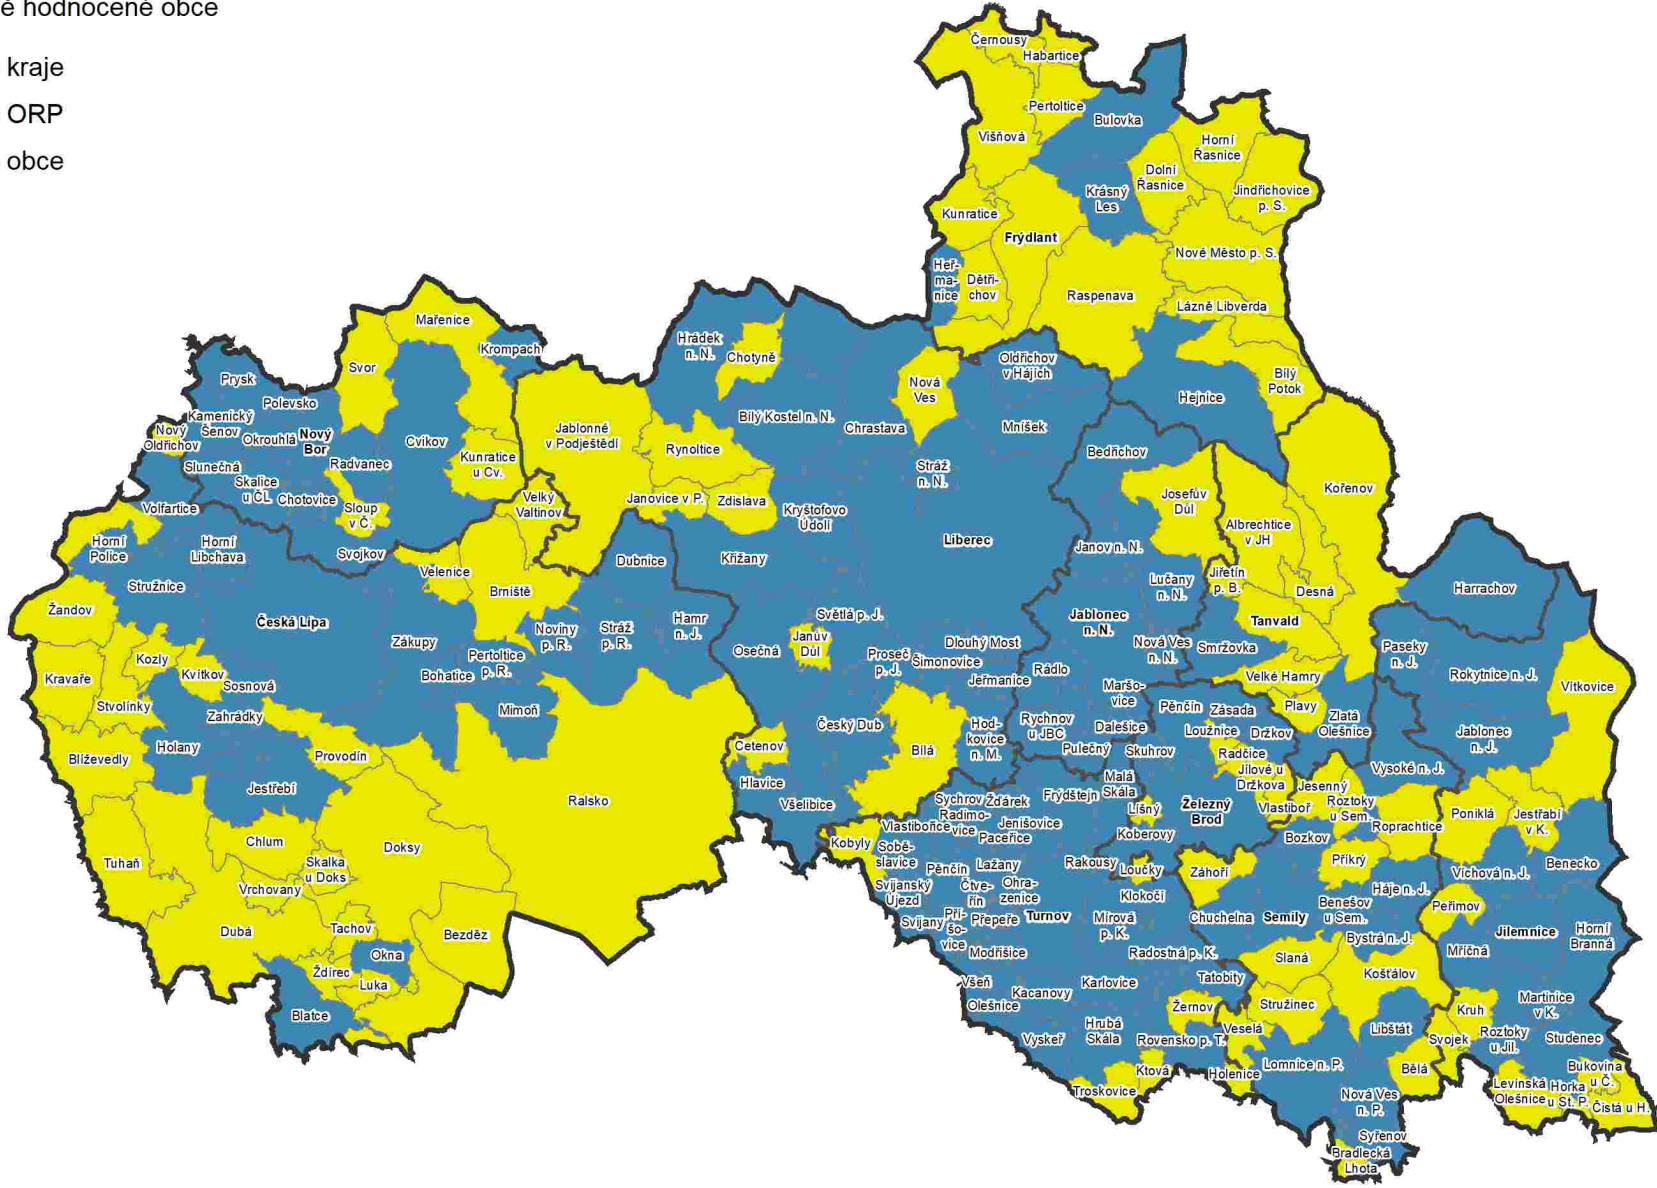 é hodnocené obce
kraje
ORP
obce
Černousy
Habartice
Pertoltice
Bulovka
Višňová
Horní
Řasnice
Dolní
Řasnice
Krásný
Les
Jindřichovice
p. S.
Kunratice
Frýdlant
Nové Město p. S.
Heř-
ma-
nice
Dětři-
chov
Raspenava
Lázně Libverda
Mařenice
Krompach
Svor
Hrádek
n. N.
Chotyně
Oldřichov
v Hájích
Nová
Ves
Bílý
Potok
Hejnice
Prysk
Polevsko
Kamenický
Šenov
Nový
Oldřichov
Okrouhlá
Nový
Bor
Radvanec
Cvikov
Kunratice
u Cv.
Jablonné
v Podještědí
Rynoltice
Bílý Kostel n. N.
Chrastava
Mníšek
Bedřichov
Slunečná
Skalice
u ČL
Chotovice
Sloup
v Č.
Velký
Valtinov
Janovice v P.
Zdislava
Kryštofovo
Údolí
Stráž
n. N.
Josefův
Důl
Kořenov
Albrechtice
v JH
Volfartice
Horní
Police
Horní
Libchava
Svojkov
Stružnice
Velenice
Brniště
Dubnice
Křižany
Liberec
Janov n. N.
Lučany
n. N.
Jiřetín
p. B.
Desná
Harrachov
Žandov
Česká Lípa
Zákupy
Noviny
p. R.
Stráž
p. R.
Hamr
n. J.
Světlá p. J.
Janův
Důl
Osečná
Dlouhý Most
Proseč
p. J.
Šimonovice
Jeřmanice
Jablonec
n. N.
Nová Ves
n. N.
Rádlo
Smržovka
Tanvald
Velké Hamry
Paseky
n. J.
Rokytnice n. J.
Vítkovice
Kozly
Kvítkov
Kravaře
Stvolínky
Sosnová
Zahrádky
Bohatice
Pertoltice
p. R.
Mimoň
Český Dub
Bílá
Hod-
kovice
n. M.
Rychnov
u JBC
Maršo-
vice
Dalešice
Pulečný
Pěnčín
Zásada
Skuhrov
Loužnice
Držkov
Plavy
Zlatá
Olešnice
Jablonec
n. J.
Vysoké n. J.
Holany
Blíževedly
Provodín
Jestřebí
Cetenov
Hlavice
Všelibice
Ralsko
Radčice
Jílové u
Držkova
Vlastiboř
Železný
Brod
Malá
Skála
Líšný
Koberovy
Frýdštejn
Jesenný
Roztoky
u Sem.
Bozkov
Roprachtice
Poniklá
Jestřabí
v K.
Benecko
Víchová n. J.
Tuhaň
Chlum
Skalka
u Doks
Vrchovany
Doksy
Dubá
Tachov
Bezděz
Okna
Ždírec
Luka
Blatce
Kobyly
Sychrov
Žďárek
Radimo-
vice
Vlastibořice
Jenišovice
Paceřice
Sobě-
slavice
Pěnčín
Lažany
Svijanský
Újezd
Čtve-
řín
Ohra-
zenice
Svijany
Pří-
šo-
vice
Přepeře
Turnov
Modřišice
Rakousy
Loučky
Klokočí
Mírová
p. K.
Radostná p. K.
Všeň
Olešnice
Kacanovy
Karlovice
Vyskeř
Hrubá
Skála
Rovensko p. T.
Žernov
Tatobity
Ktová
Troskovice
Holenice
Veselá
Záhoří
Příkrý
Háje n. J.
Chuchelna
Semily
Benešov
u Sem.
Bystrá n. J.
Slaná
Košťálov
Stružinec
Libštát
Lomnice n. P.
Bělá
Nová Ves
n. P.
Syřenov
Bradlecká
Lhota
Peřimov
Mříčná
Jilemnice
Horní
Branná
Martinice
v K.
Kruh
Svojek
Roztoky
u Jil.
Studenec
Bukovina
u Č.
Levínská
Olešnice
Horka
u St. P.
Čistá u H.